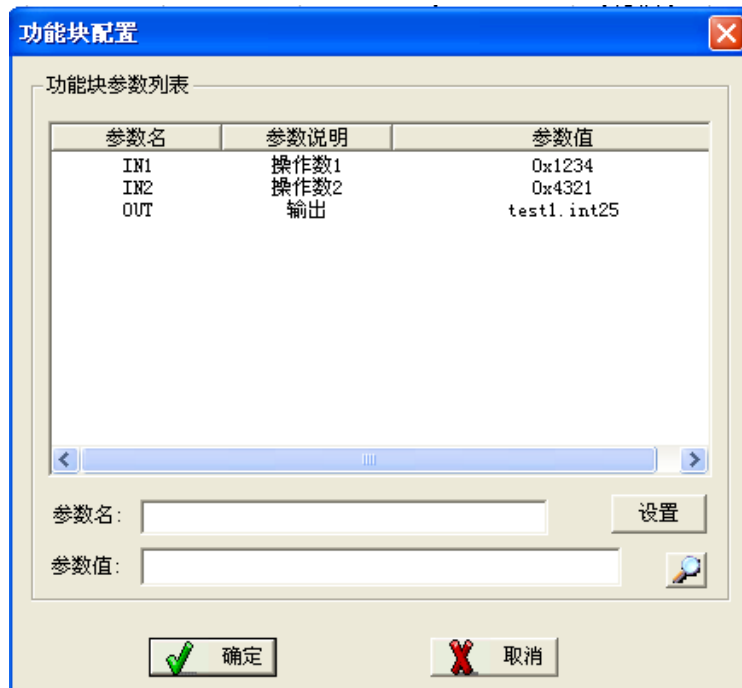 功能块配置
功能块参数列表
参数名 参数说明 参数值
IN1 操作数1 0x1234
IN2 操作数2 0x4321
OUT 输出 test1.int25
参数名:
设置
参数值:
确定 取消